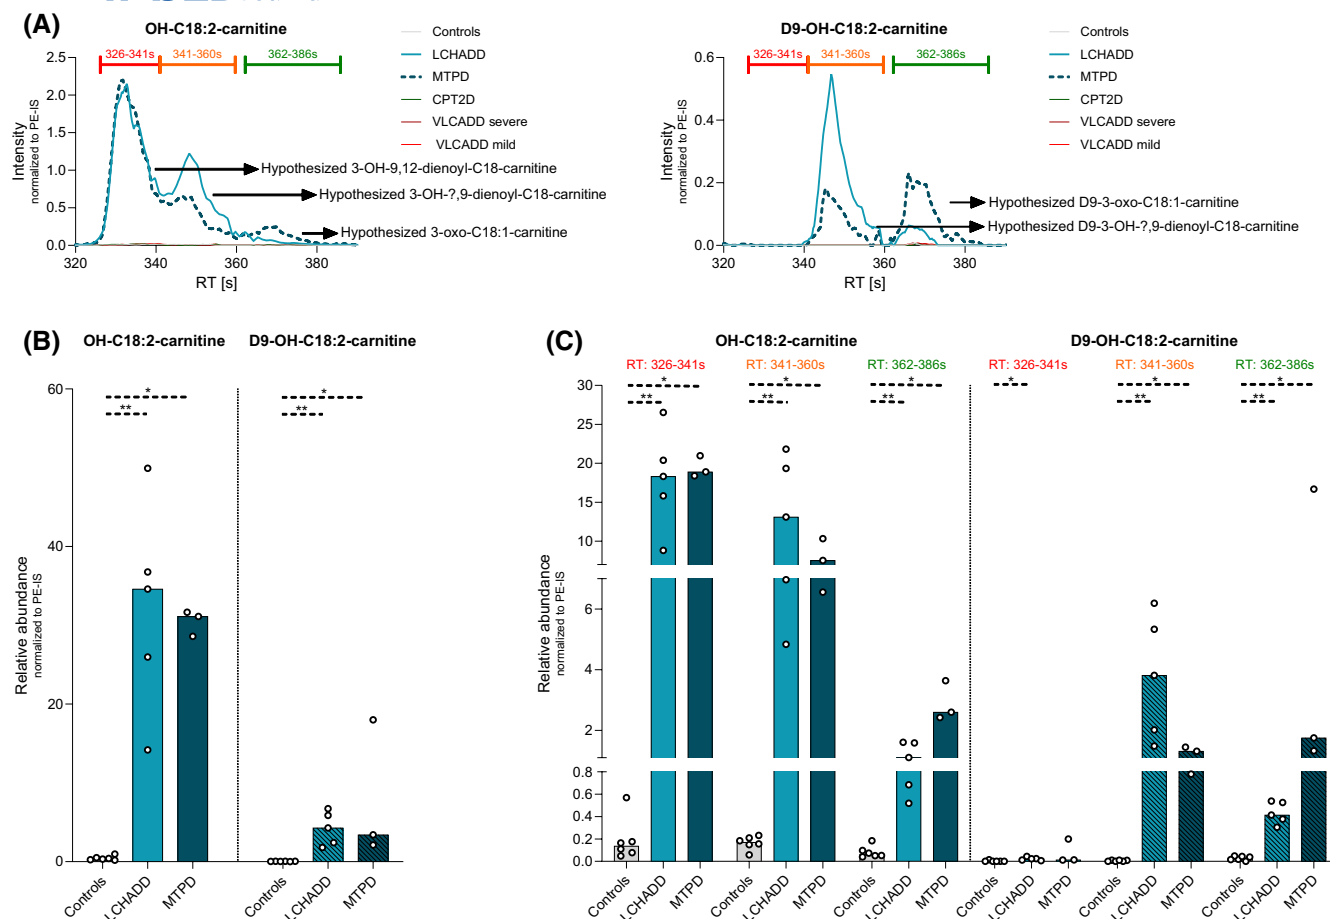 (A)
OH-C18:2-carnitine
326-341s 341-360s 362-386s
2.5
2.0
1.5
1.0
0.5
0.0
320 340 360 380
RT [s]
Intensity
normalized to PE-IS
Hypothesized 3-OH-9,12-dienoyl-C18-carnitine
Hypothesized 3-OH-?,9-dienoyl-C18-carnitine
Hypothesized 3-oxo-C18:1-carnitine
Controls
LCHADD
MTPD
CPT2D
VLCADD severe
VLCADD mild
D9-OH-C18:2-carnitine
326-341s 341-360s 362-386s
0.6
0.4
0.2
0.0
320 340 360 380
RT [s]
Intensity
normalized to PE-IS
Hypothesized D9-3-oxo-C18:1-carnitine
Hypothesized D9-3-OH-?,9-dienoyl-C18-carnitine
Controls
LCHADD
MTPD
CPT2D
VLCADD severe
VLCADD mild
(B)
OH-C18:2-carnitine D9-OH-C18:2-carnitine
60
40
20
0
Relative abundance
normalized to PE-IS
* *
** **
Controls LCHADD MTPD Controls LCHADD MTPD
(C)
OH-C18:2-carnitine D9-OH-C18:2-carnitine
RT: 326-341s RT: 341-360s RT: 362-386s RT: 326-341s RT: 341-360s RT: 362-386s
* * * * * *
** ** ** ** **
30
25
20
15
10
6
4
2
0.8
0.6
0.4
0.2
0.0
Relative abundance
normalized to PE-IS
Controls LCHADD MTPD Controls LCHADD MTPD Controls LCHADD MTPD Controls LCHADD MTPD Controls LCHADD MTPD Controls LCHADD MTPD